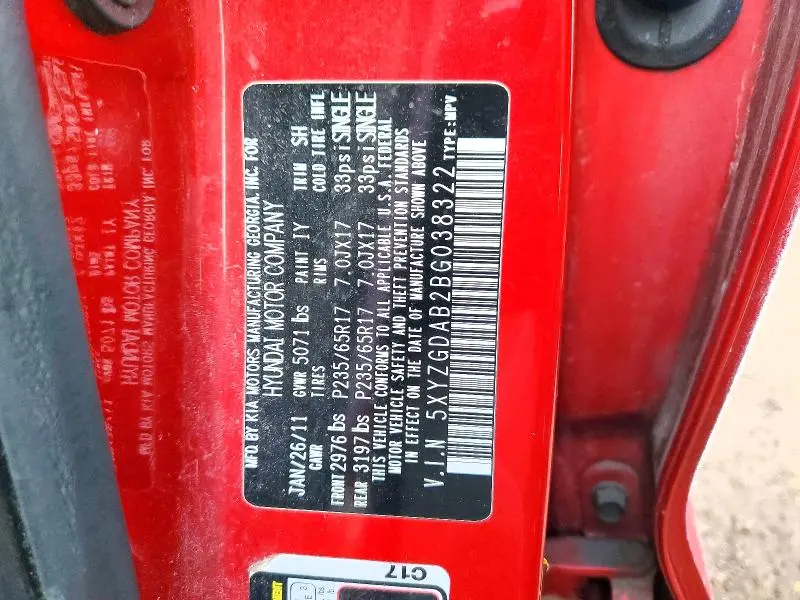 MFD BY KIA MOTORS MANUFACTURING GEORGIA, INC. FOR
HYUNDAI MOTOR COMPANY
JAN/26/11 GVWR 5071 lbs PAINT IY TRIM SH
GAWR TIRES RIMS COLD TIRE INFL
FRONT 2976 lbs P235/65R17 7.0JX17 33psi SINGLE
REAR 3197 lbs P235/65R17 7.0JX17 33psi SINGLE
THIS VEHICLE CONFORMS TO ALL APPLICABLE U.S.A. FEDERAL
MOTOR VEHICLE SAFETY AND THEFT PREVENTION STANDARDS
IN EFFECT ON THE DATE OF MANUFACTURE SHOWN ABOVE
V.I.N 5XYZGDAB2BG038322 TYPE:MPV
C17